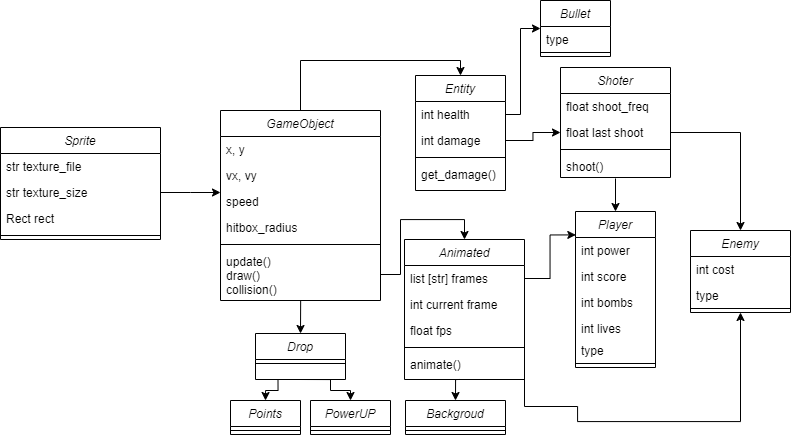 Sprite
str texture_file
str texture_size
Rect rect
GameObject
x, y
vx, vy
speed
hitbox_radius
update()
draw()
collision()
Entity
int health
int damage
get_damage()
Bullet
type
Shoter
float shoot_freq
float last shoot
shoot()
Animated
list [str] frames
int current frame
float fps
animate()
Player
int power
int score
int bombs
int lives
type
Enemy
int cost
type
Drop
Points
PowerUP
Backgroud